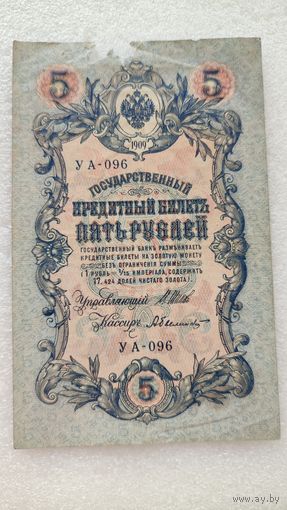 5 5
1909
УА-096
ГОСУДАРСТВЕННЫЙ
КРЕДИТНЫЙ БИЛЕТЪ
ПЯТЬ РУБЛЕЙ
ГОСУДАРСТВЕННЫЙ БАНКЪ РАЗМѢНИВАЕТЪ
КРЕДИТНЫЕ БИЛЕТЫ НА ЗОЛОТУЮ МОНЕТУ
БЕЗЪ ОГРАНИЧЕНІЯ СУММЫ
(1 РУБЛЬ = 1/15 ИМПЕРІАЛА, СОДЕРЖИТЪ
17,424 ДОЛЕЙ ЧИСТАГО ЗОЛОТА)
Управляющій
Кассиръ
УА-096
5
www.ay.by